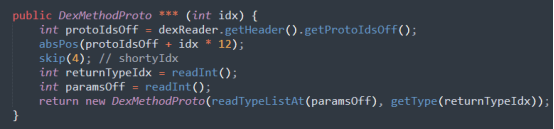 public DexMethodProto *** (int idx) {
int protoIdsOff = dexReader.getHeader().getProtoIdsOff();
absPos(protoIdsOff + idx * 12);
skip(4); // shortyIdx
int returnTypeIdx = readInt();
int paramsOff = readInt();
return new DexMethodProto(readTypeListAt(paramsOff), getType(returnTypeIdx));
}